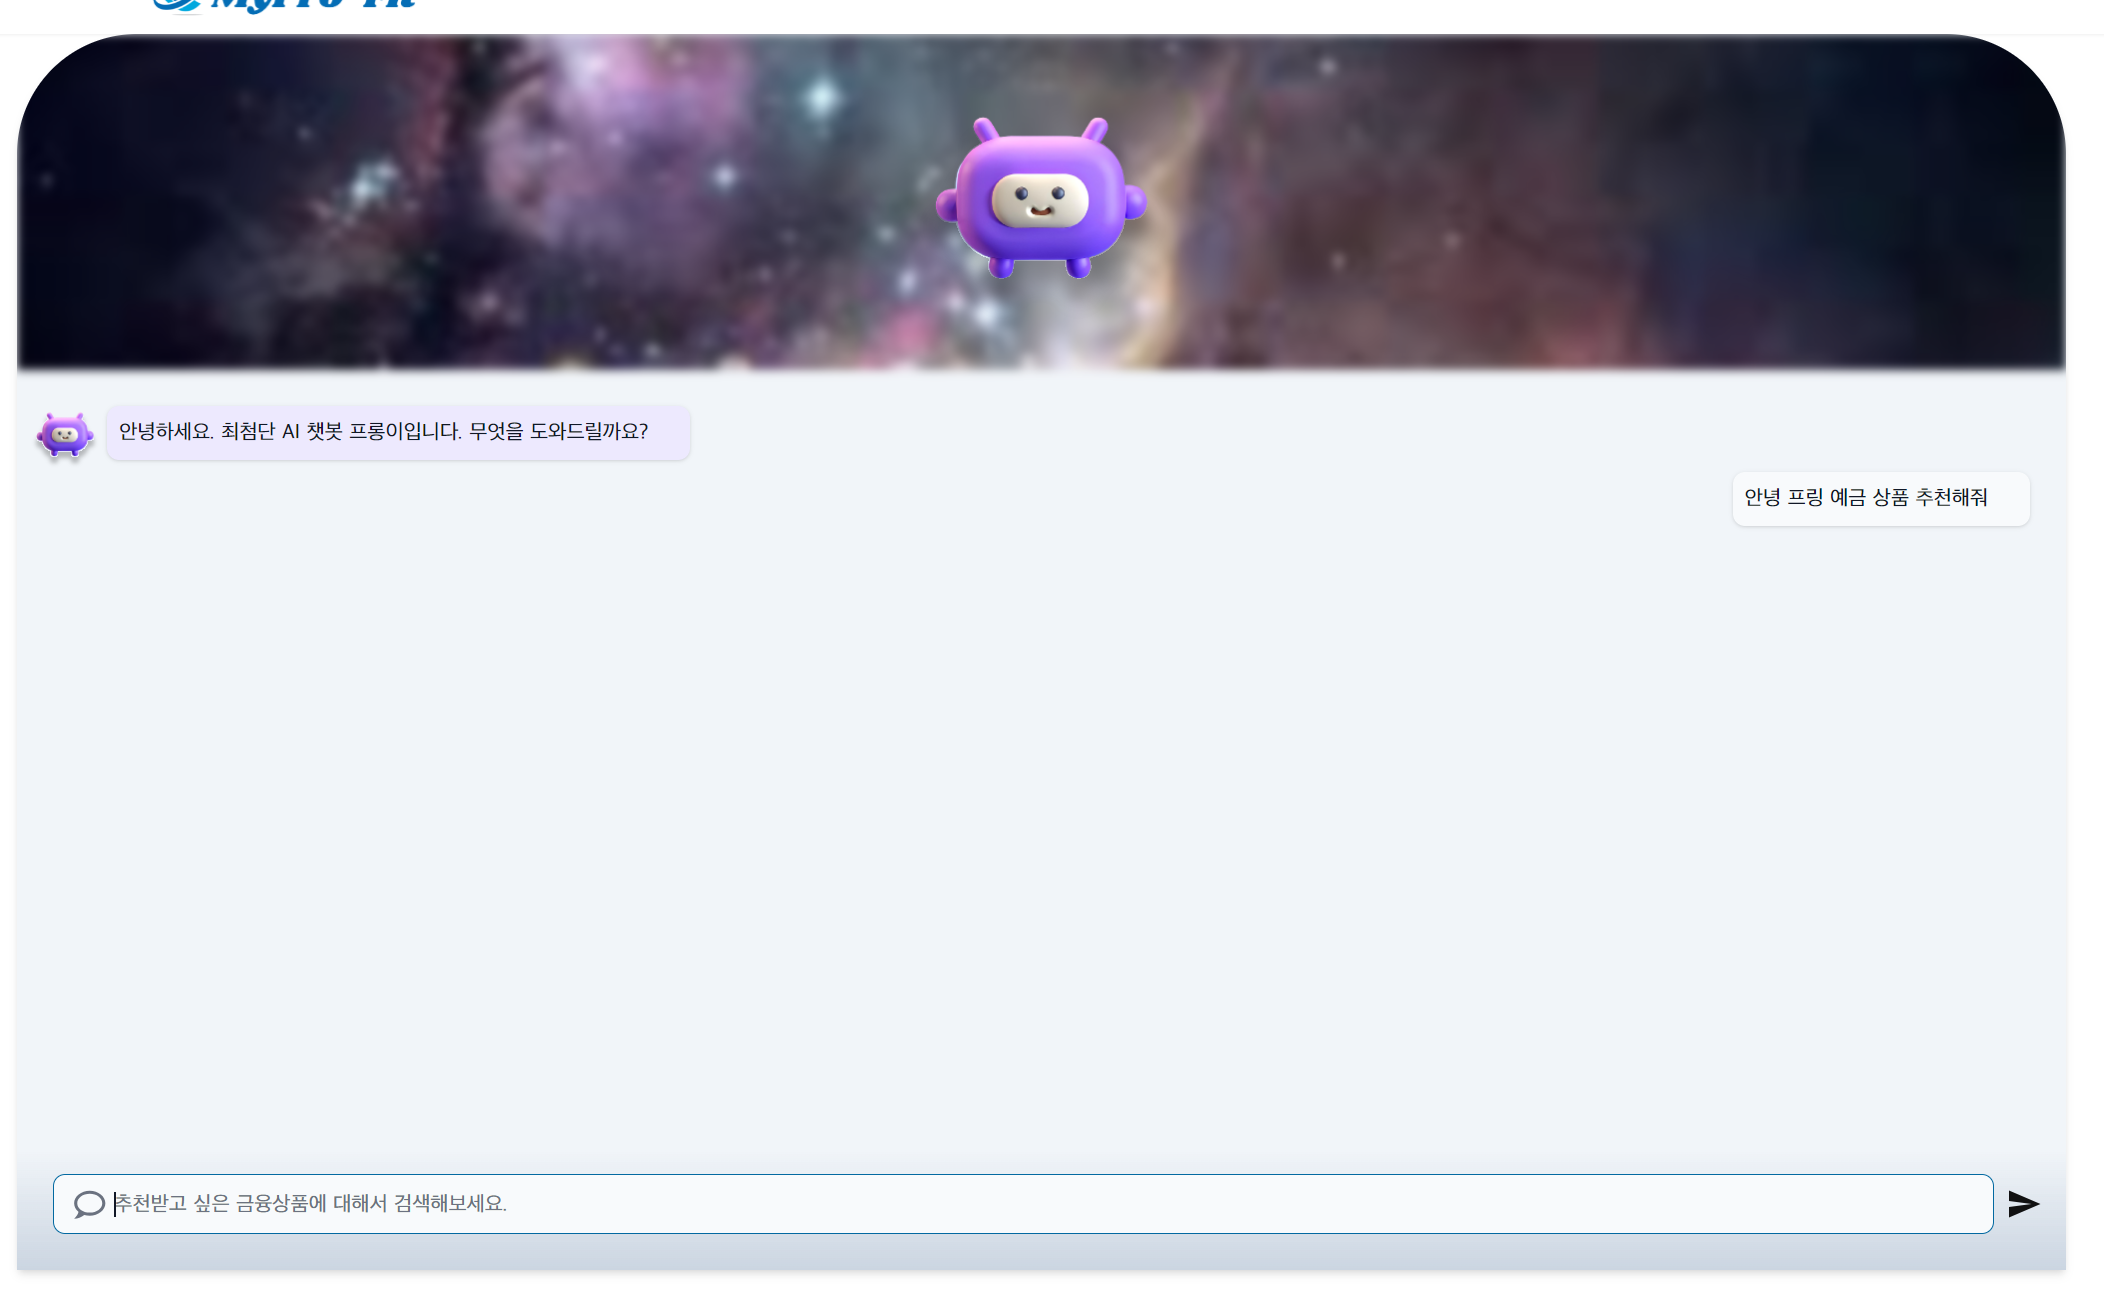 안녕하세요. 최첨단 AI 챗봇 프롱이입니다. 무엇을 도와드릴까요?
안녕 프링 예금 상품 추천해줘
추천받고 싶은 금융상품에 대해서 검색해보세요.